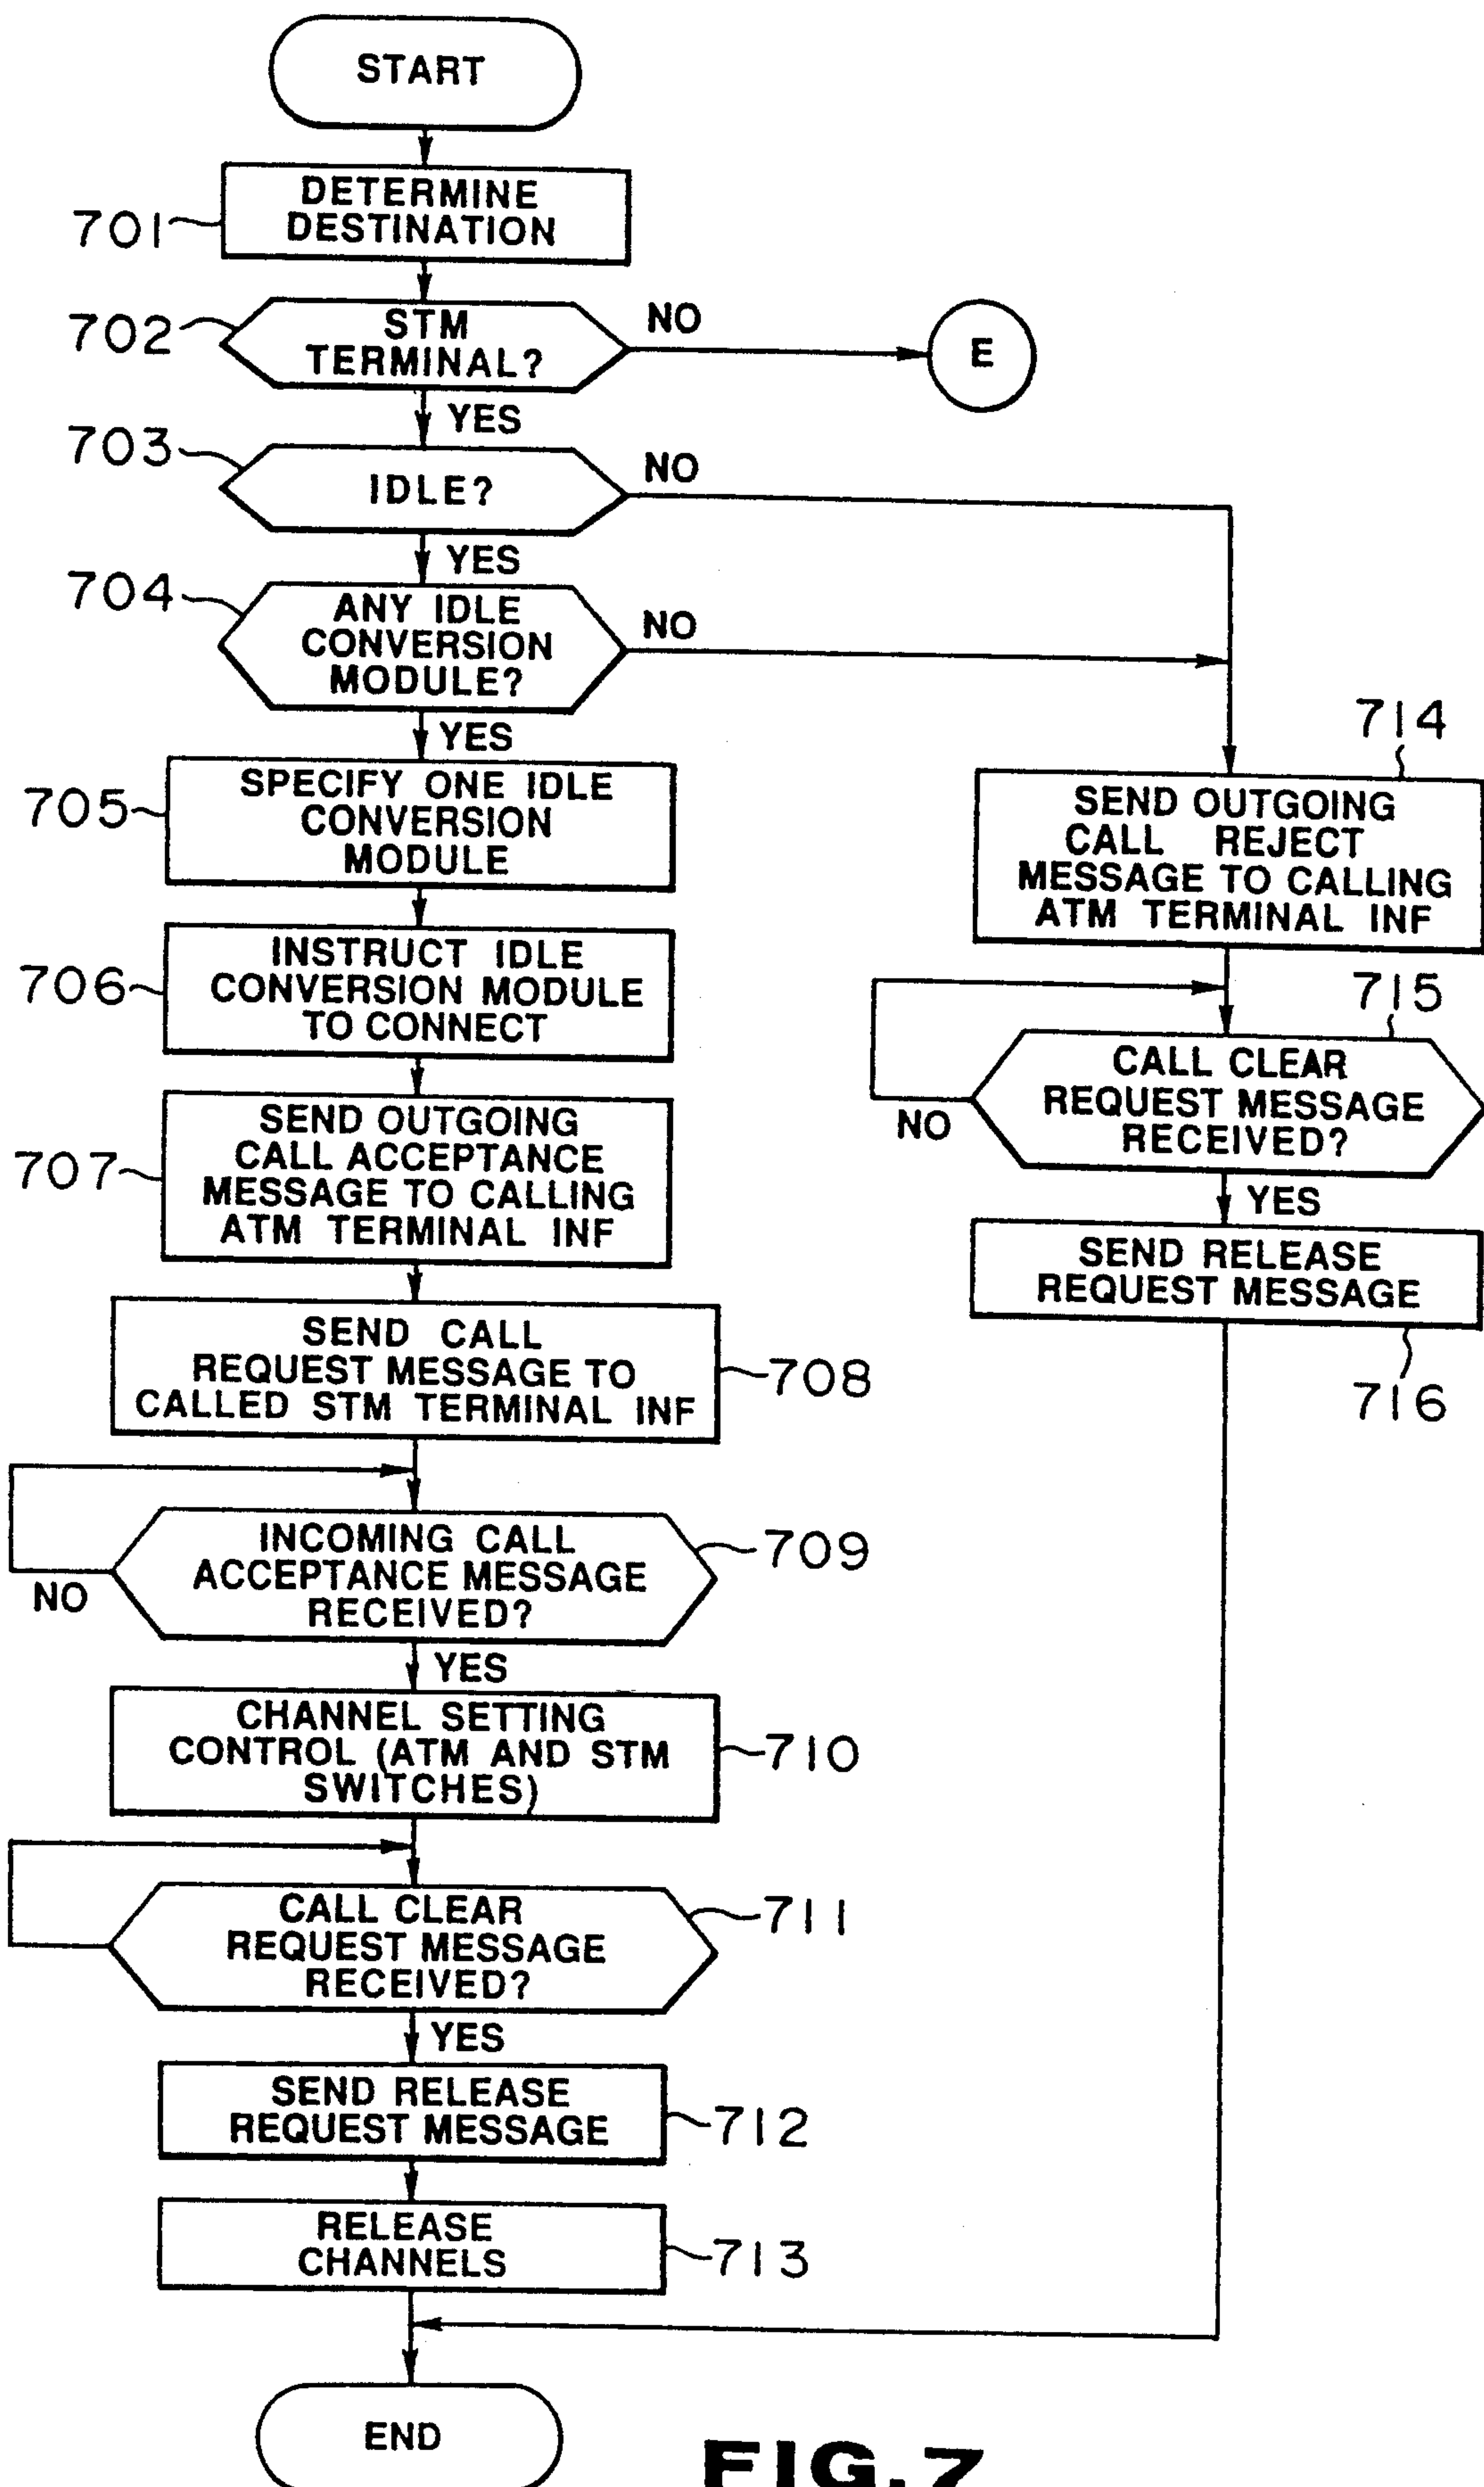 START
701
DETERMINE
DESTINATION
702
STM
TERMINAL?
NO
E
YES
703
IDLE?
NO
YES
704
ANY IDLE
CONVERSION
MODULE?
NO
YES
705
SPECIFY ONE IDLE
CONVERSION
MODULE
706
INSTRUCT IDLE
CONVERSION MODULE
TO CONNECT
707
SEND OUTGOING
CALL ACCEPTANCE
MESSAGE TO CALLING
ATM TERMINAL INF
SEND CALL
REQUEST MESSAGE TO
CALLED STM TERMINAL INF
708
INCOMING CALL
ACCEPTANCE MESSAGE
RECEIVED?
709
NO
YES
CHANNEL SETTING
CONTROL (ATM AND STM
SWITCHES)
710
CALL CLEAR
REQUEST MESSAGE
RECEIVED?
711
YES
SEND RELEASE
REQUEST MESSAGE
712
RELEASE
CHANNELS
713
714
SEND OUTGOING
CALL REJECT
MESSAGE TO CALLING
ATM TERMINAL INF
715
CALL CLEAR
REQUEST MESSAGE
RECEIVED?
NO
YES
SEND RELEASE
REQUEST MESSAGE
716
END
FIG.7